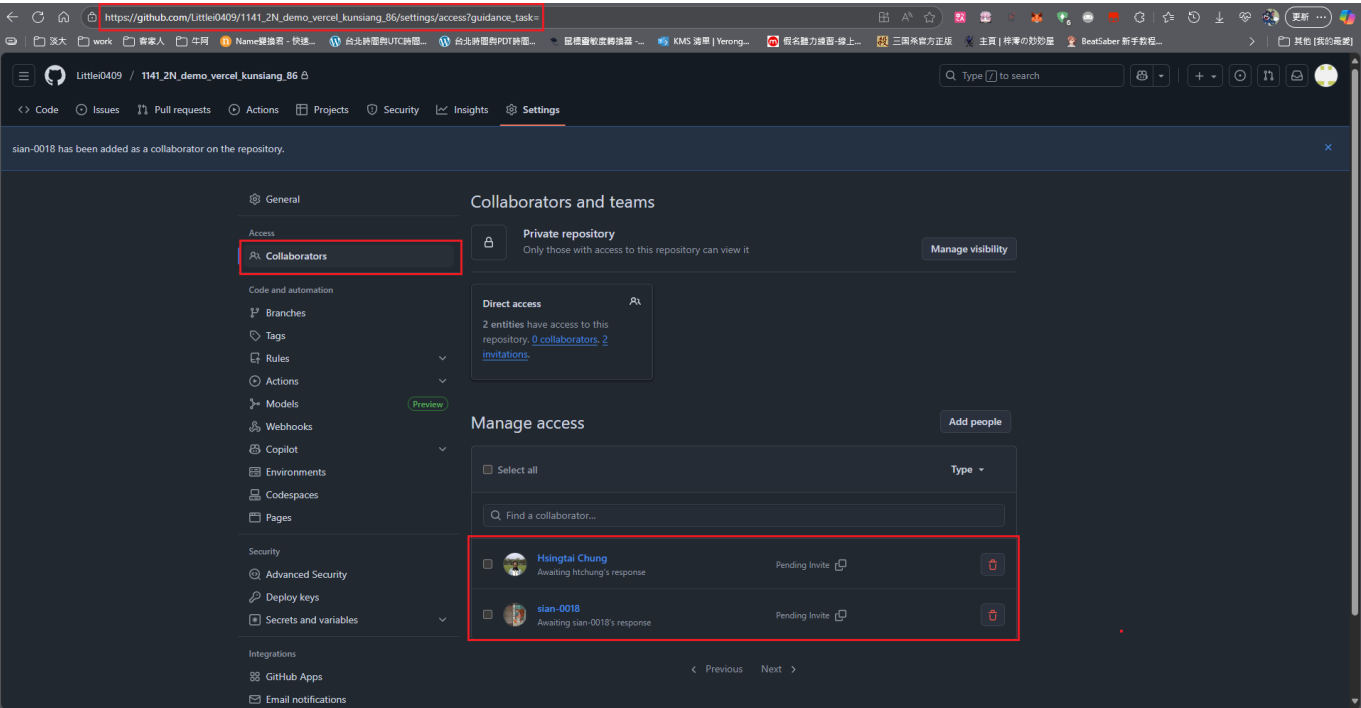 https://github.com/Littlei0409/1141_2N_demo_vercel_kunsiang_86/settings/access?guidance_task=
更新
淡大 work 客家人 牛阿 Name變換君 - 快速... 台北時間與UTC時間... 台北時間與PDT時間... 鼠標靈敏度轉換器 -... KMS 清單 | Yerong... 假名聽力練習-線上... 三国杀官方正版 主頁 | 梓澪の妙妙屋 BeatSaber 新手教程... 其他 [我的最愛]
Littlei0409 / 1141_2N_demo_vercel_kunsiang_86
Type / to search
Code Issues Pull requests Actions Projects Security Insights Settings
sian-0018 has been added as a collaborator on the repository.
General
Access
Collaborators
Code and automation
Branches
Tags
Rules
Actions
Models Preview
Webhooks
Copilot
Environments
Codespaces
Pages
Security
Advanced Security
Deploy keys
Secrets and variables
Integrations
GitHub Apps
Email notifications
Collaborators and teams
Private repository
Only those with access to this repository can view it
Manage visibility
Direct access
2 entities have access to this
repository. 0 collaborators. 2
invitations.
Manage access
Add people
Select all
Type
Find a collaborator...
Hsingtai Chung
Awaiting htchung's response
Pending Invite
sian-0018
Awaiting sian-0018's response
Pending Invite
Previous Next